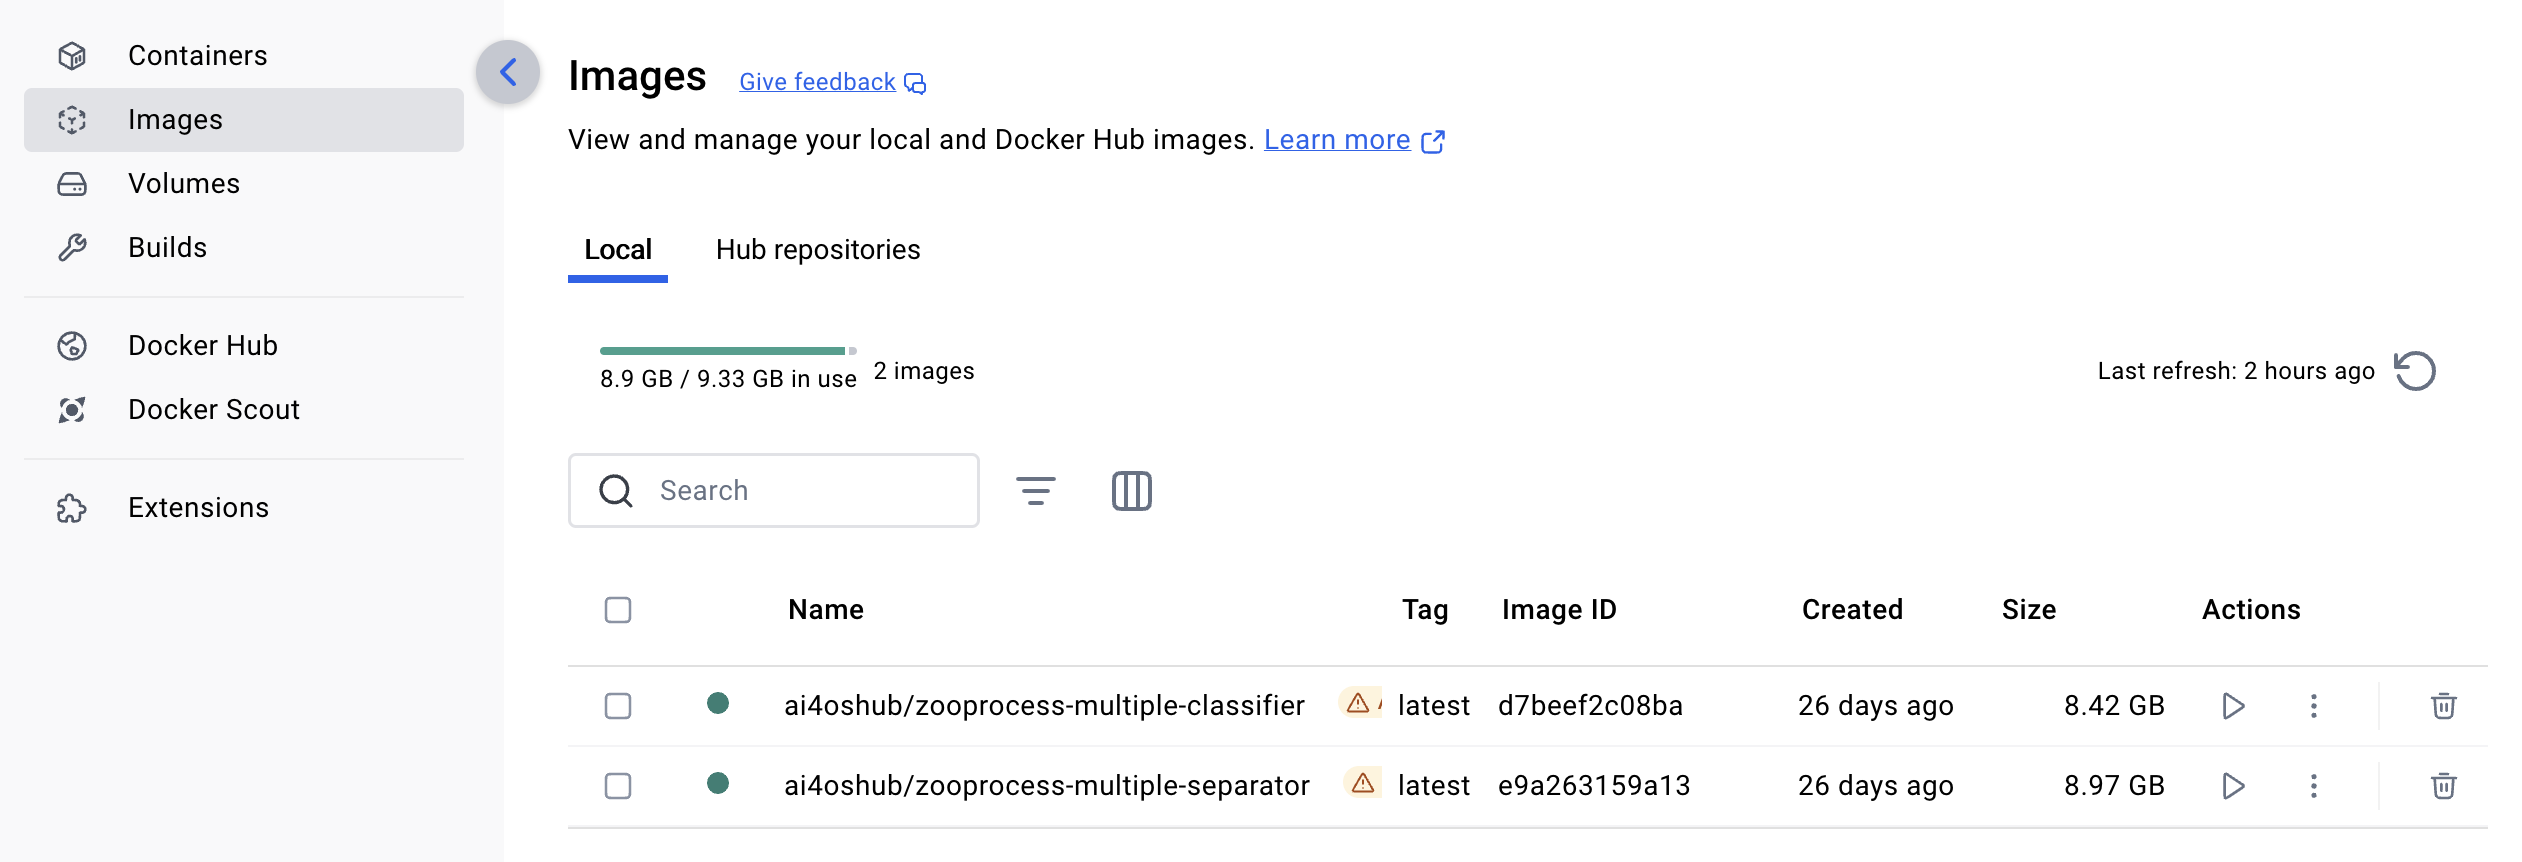 Containers
Images
Volumes
Builds
Docker Hub
Docker Scout
Extensions
Images Give feedback
View and manage your local and Docker Hub images. Learn more
Local Hub repositories
8.9 GB / 9.33 GB in use 2 images
Last refresh: 2 hours ago
Search
Name Tag Image ID Created Size Actions
ai4oshub/zooprocess-multiple-classifier latest d7beef2c08ba 26 days ago 8.42 GB
ai4oshub/zooprocess-multiple-separator latest e9a263159a13 26 days ago 8.97 GB